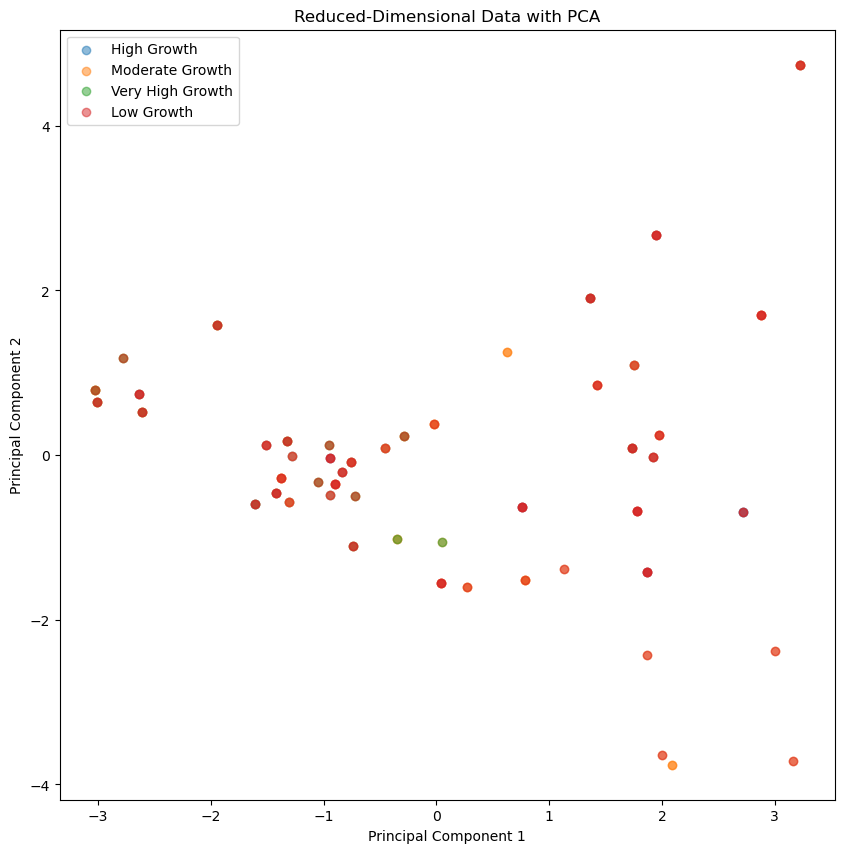 Reduced-Dimensional Data with PCA
High Growth
Moderate Growth
Very High Growth
Low Growth
4
2
0
−2
−4
Principal Component 2
−3
−2
−1
0
1
2
3
Principal Component 1